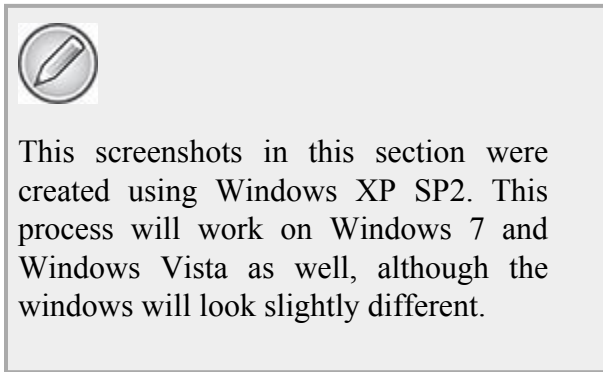 This screenshots in this section were
created using Windows XP SP2. This
process will work on Windows 7 and
Windows Vista as well, although the
windows will look slightly different.